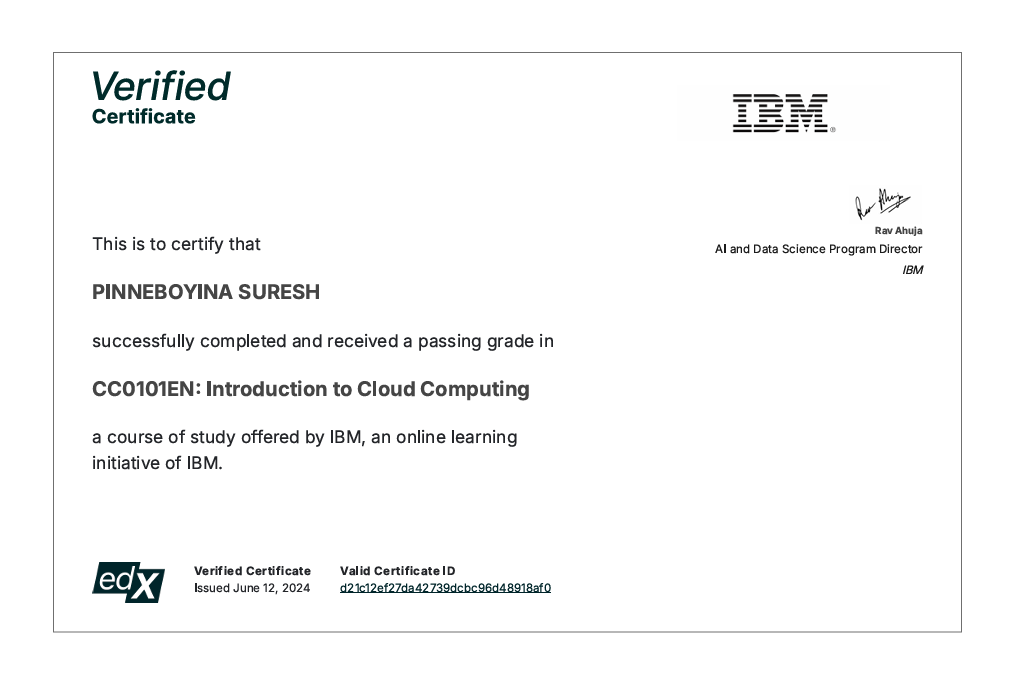 Verified
Certificate
IBM®
Rav Ahuja
AI and Data Science Program Director
IBM
This is to certify that
PINNEBOYINA SURESH
successfully completed and received a passing grade in
CC0101EN: Introduction to Cloud Computing
a course of study offered by IBM, an online learning
initiative of IBM.
edX
Verified Certificate
Issued June 12, 2024
Valid Certificate ID
d21c12ef27da42739dcbc96d48918af0